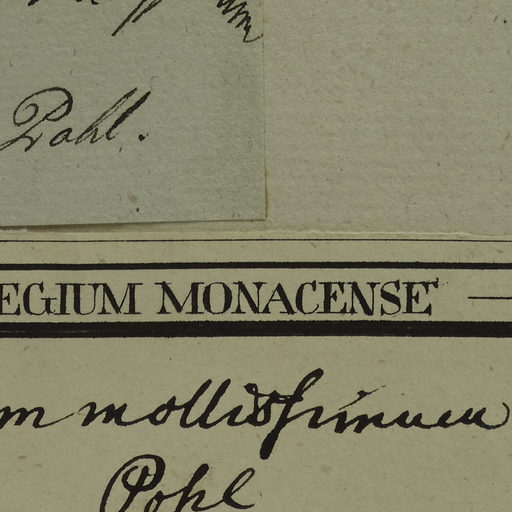 Pohl.
EGIUM MONACENSE
m mollissimum
Pohl